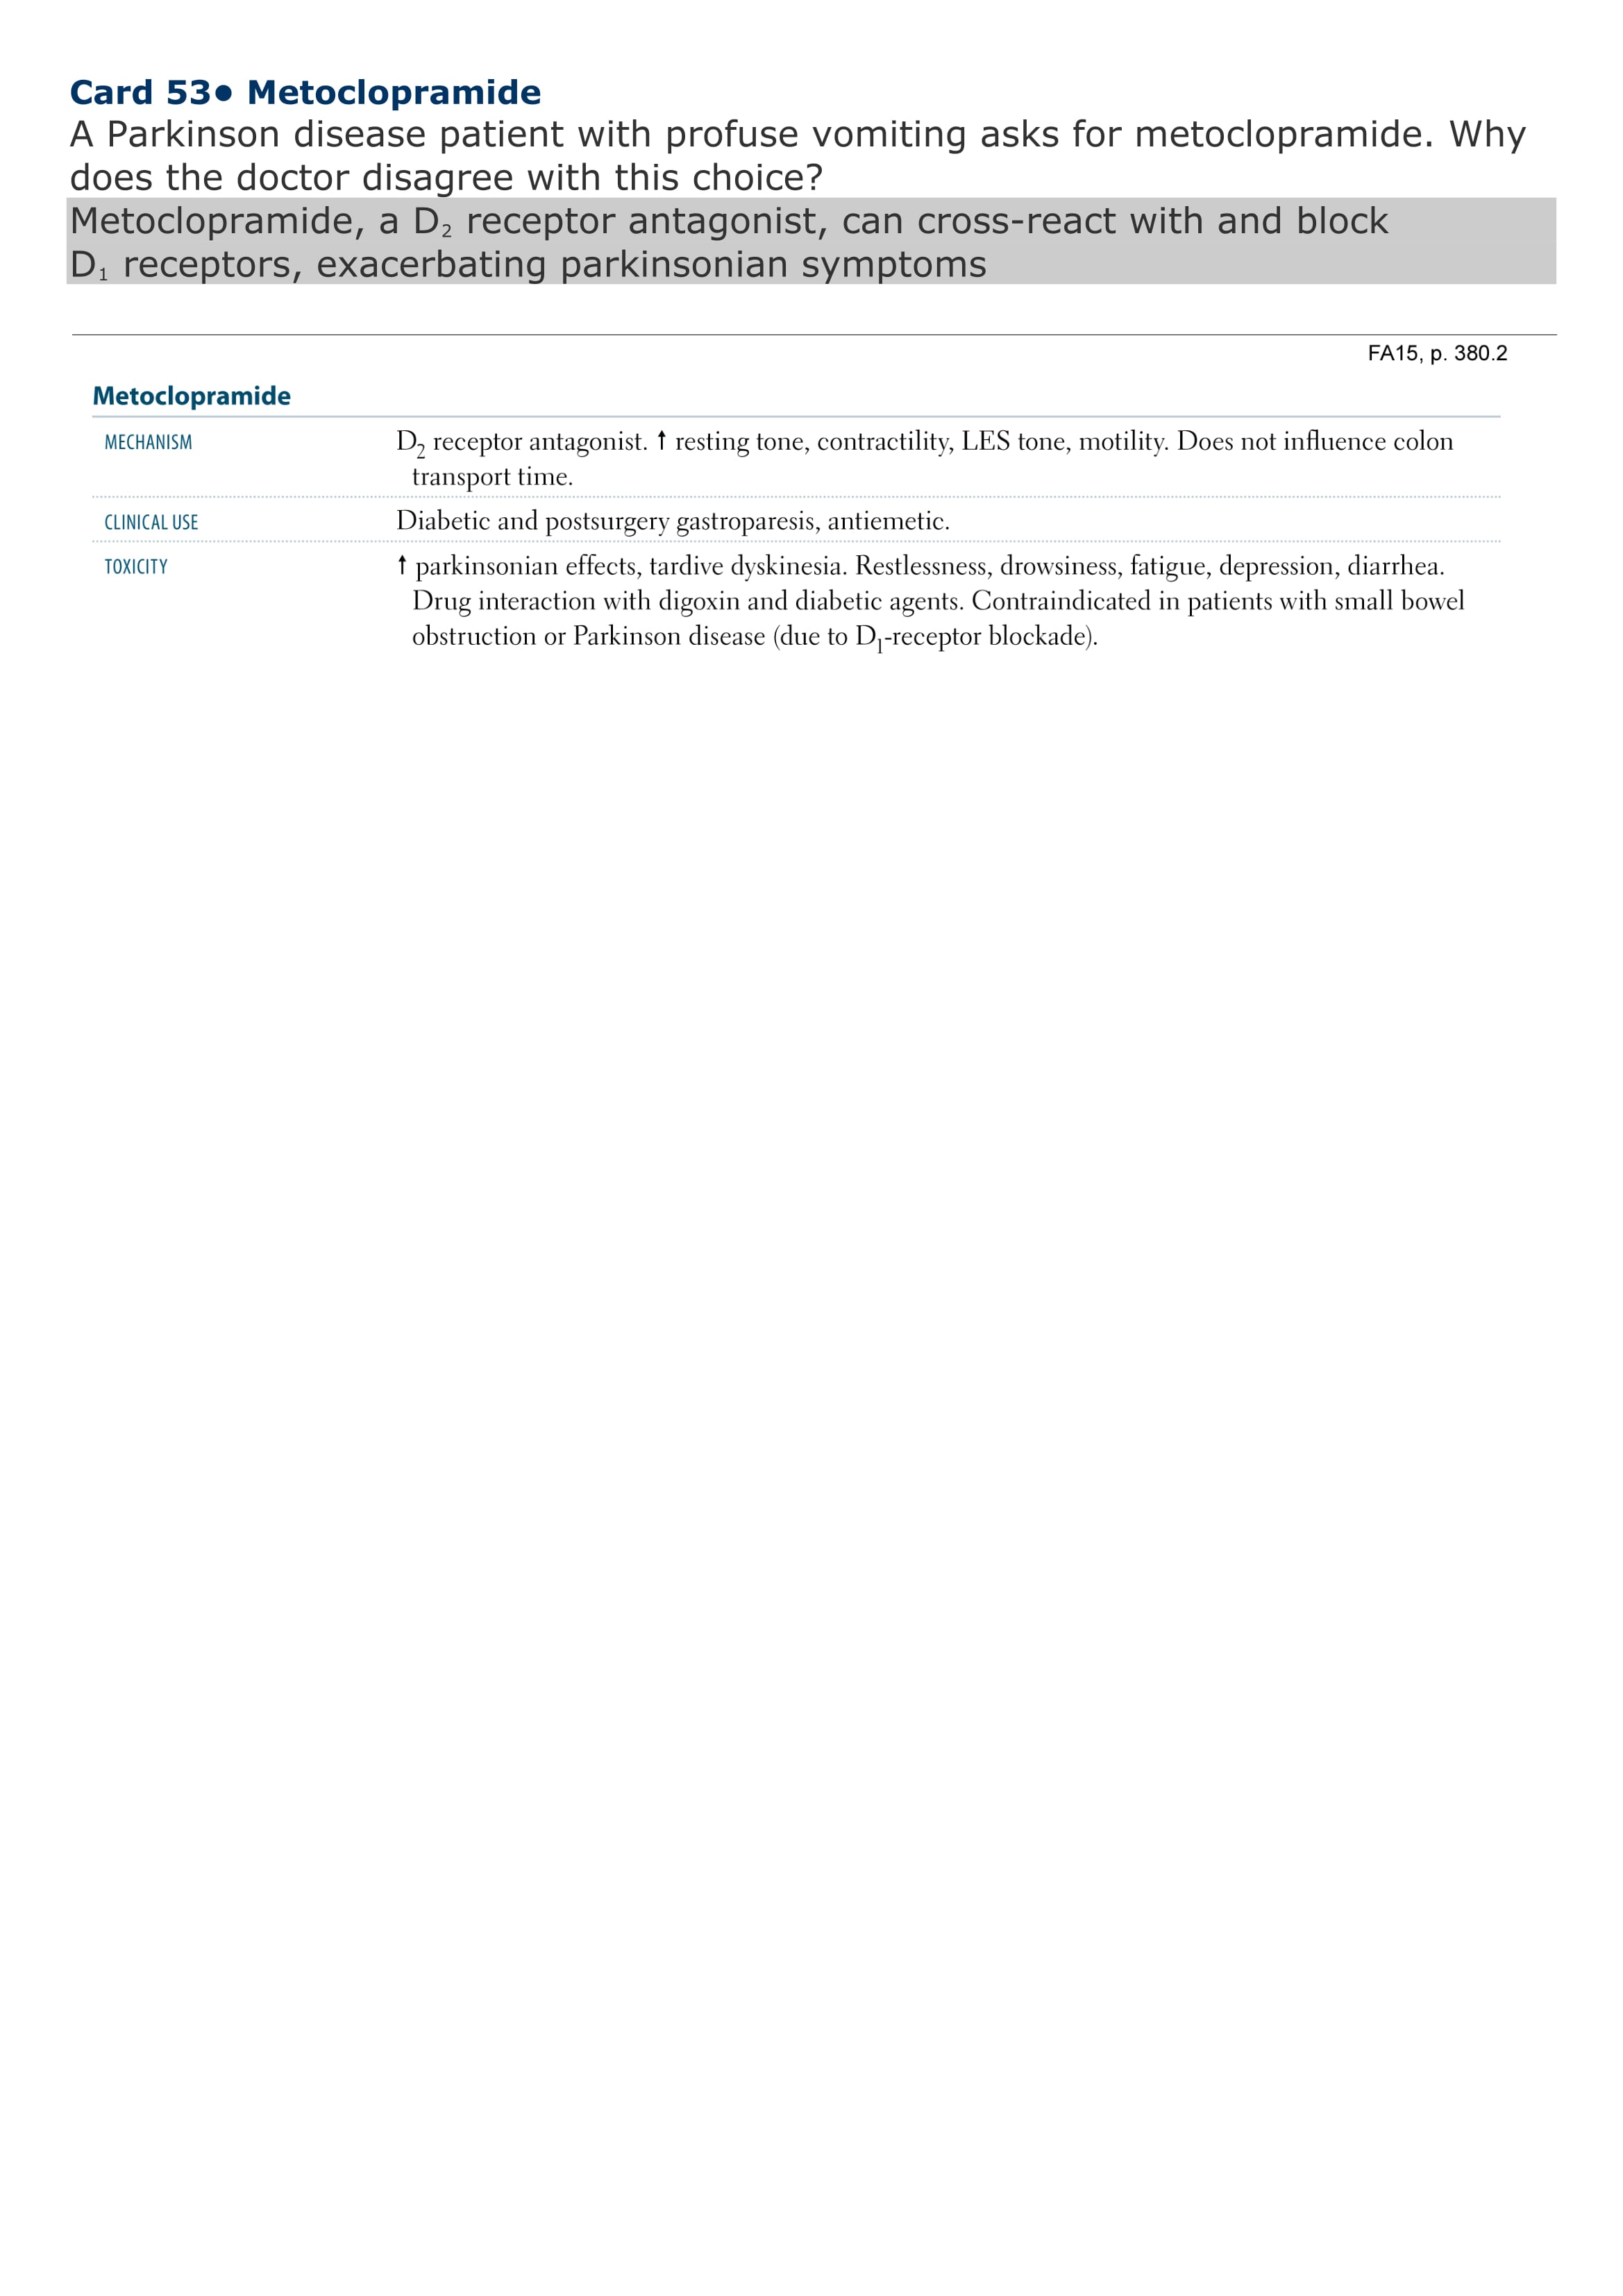 Card 53● Metoclopramide
A Parkinson disease patient with profuse vomiting asks for metoclopramide. Why
does the doctor disagree with this choice?
Metoclopramide, a D₂ receptor antagonist, can cross-react with and block
D₁ receptors, exacerbating parkinsonian symptoms
FA15, p. 380.2
Metoclopramide
MECHANISM D₂ receptor antagonist. ↑ resting tone, contractility, LES tone, motility. Does not influence colon
transport time.
CLINICAL USE Diabetic and postsurgery gastroparesis, antiemetic.
TOXICITY ↑ parkinsonian effects, tardive dyskinesia. Restlessness, drowsiness, fatigue, depression, diarrhea.
Drug interaction with digoxin and diabetic agents. Contraindicated in patients with small bowel
obstruction or Parkinson disease (due to D₁-receptor blockade).